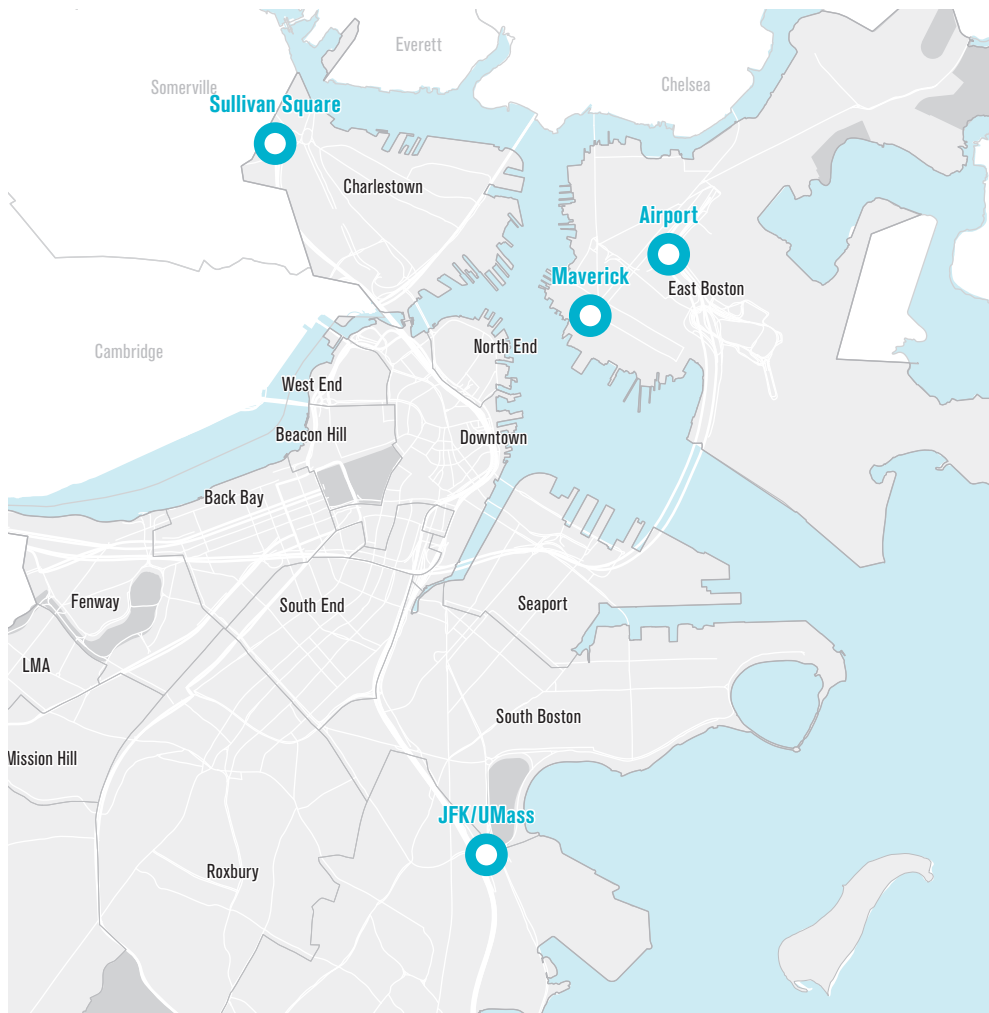 Everett
Somerville
Chelsea
Sullivan Square
Charlestown
Airport
Maverick
East Boston
North End
Cambridge
West End
Beacon Hill
Downtown
Back Bay
Fenway
South End
Seaport
LMA
South Boston
Mission Hill
JFK/UMass
Roxbury